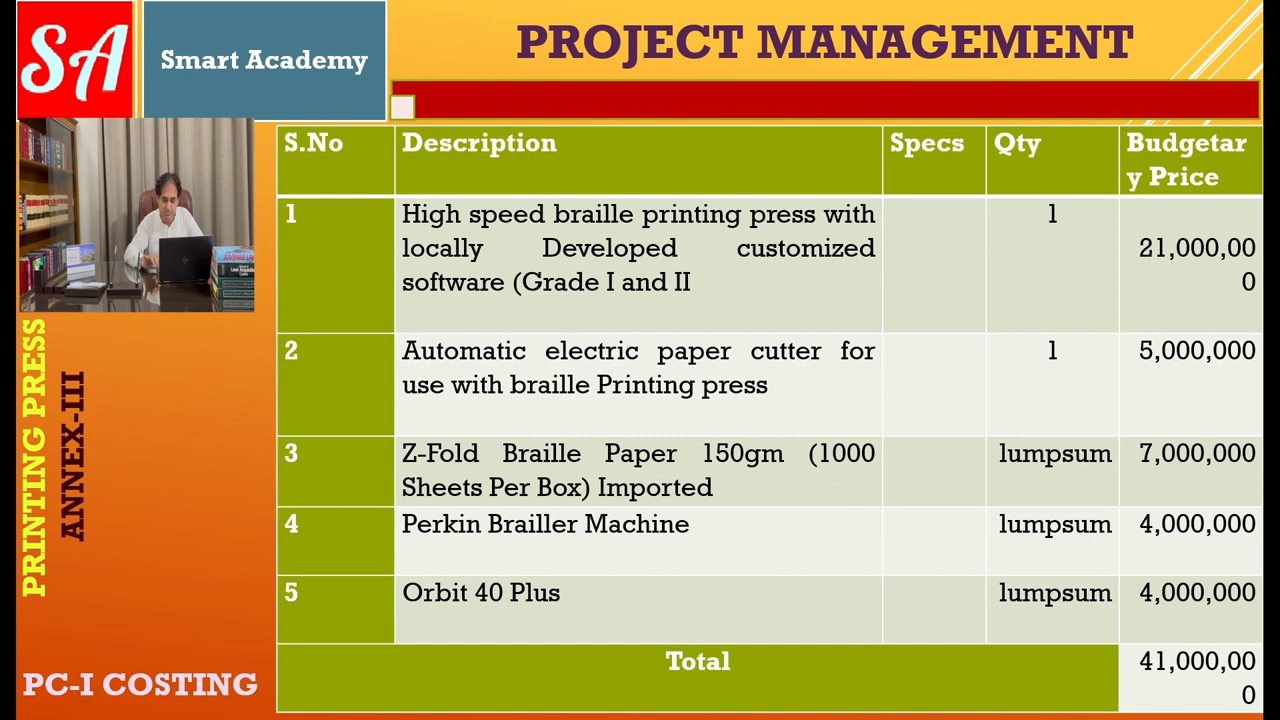 SA
Smart Academy
PROJECT MANAGEMENT
S.No Description Specs Qty Budgetar
y Price
1 High speed braille printing press with 1
locally Developed customized 21,000,00
software (Grade I and II 0
2 Automatic electric paper cutter for 1 5,000,000
use with braille Printing press
3 Z-Fold Braille Paper 150gm (1000 lumpsum 7,000,000
Sheets Per Box) Imported
4 Perkin Brailler Machine lumpsum 4,000,000
5 Orbit 40 Plus lumpsum 4,000,000
Total 41,000,00
0
PRINTING PRESS
ANNEX-III
PC-I COSTING